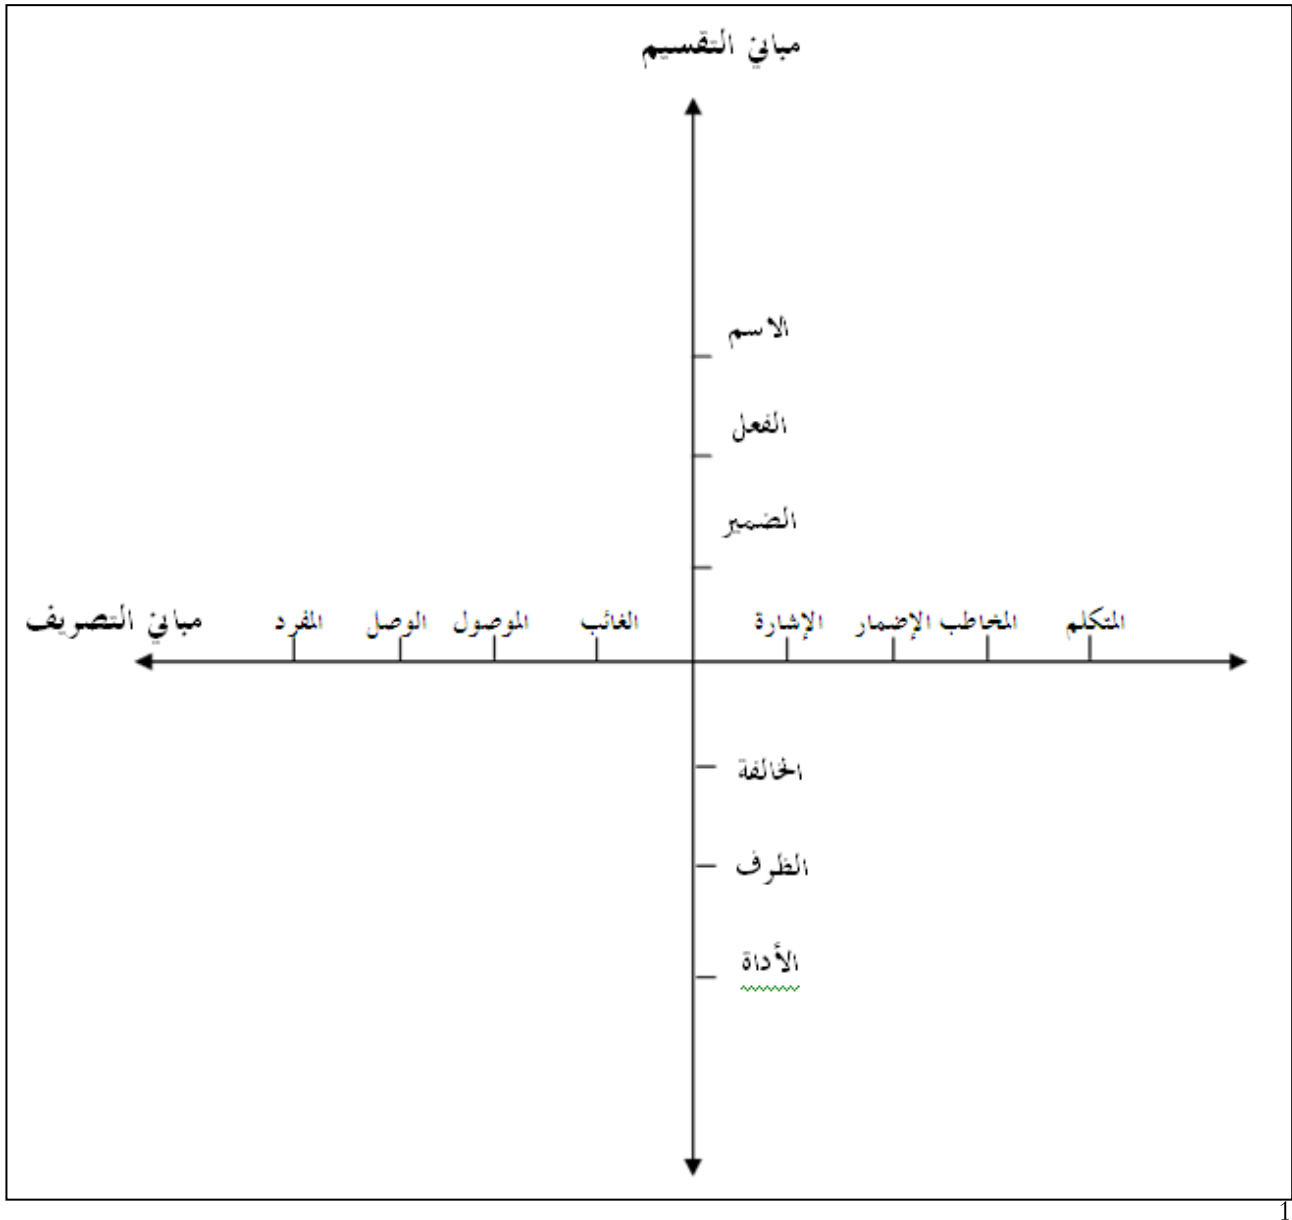 مباني التقسيم
الاسم
الفعل
الضمير
المتكلم المخاطب الإضمار الإشارة الغائب الموصول الوصل المفرد مباني التصريف
الخالفة
الظرف
الأداة
1